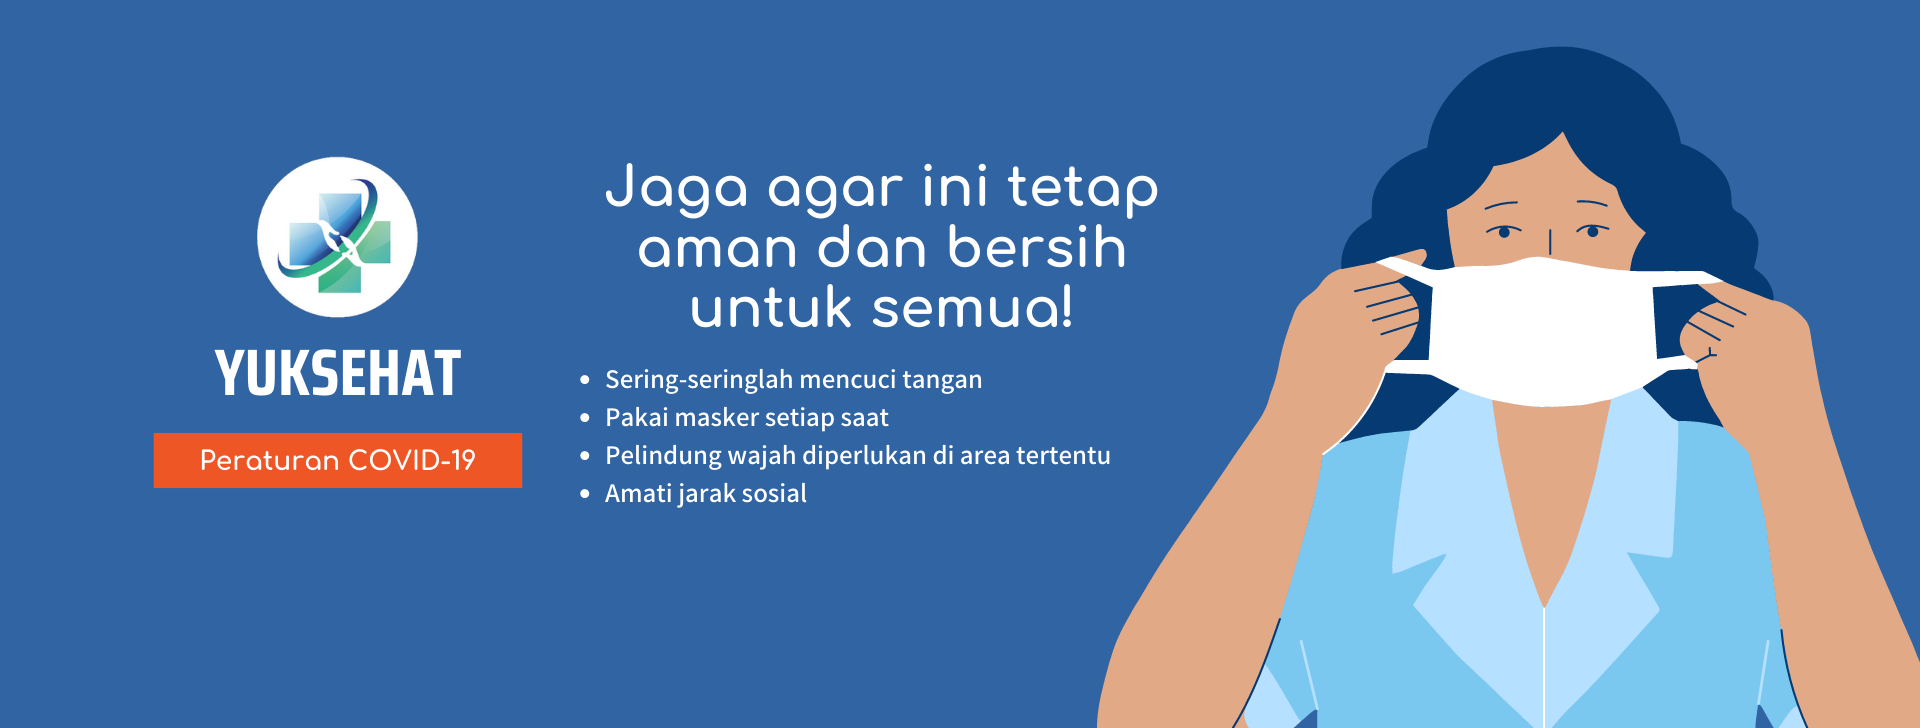 YUKSEHAT
Peraturan COVID-19
Jaga agar ini tetap
aman dan bersih
untuk semua!
• Sering-seringlah mencuci tangan
• Pakai masker setiap saat
• Pelindung wajah diperlukan di area tertentu
• Amati jarak sosial